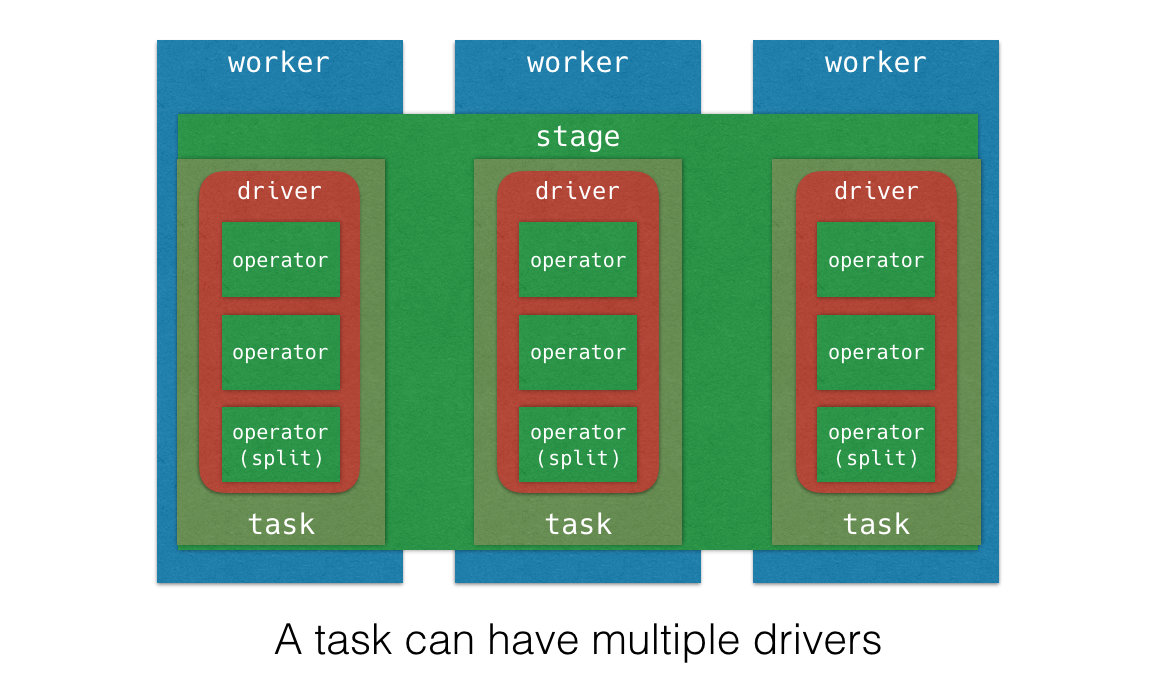 worker
worker
worker
stage
driver
driver
driver
operator
operator
operator
operator
operator
operator
operator
(split)
operator
(split)
operator
(split)
task
task
task
A task can have multiple drivers